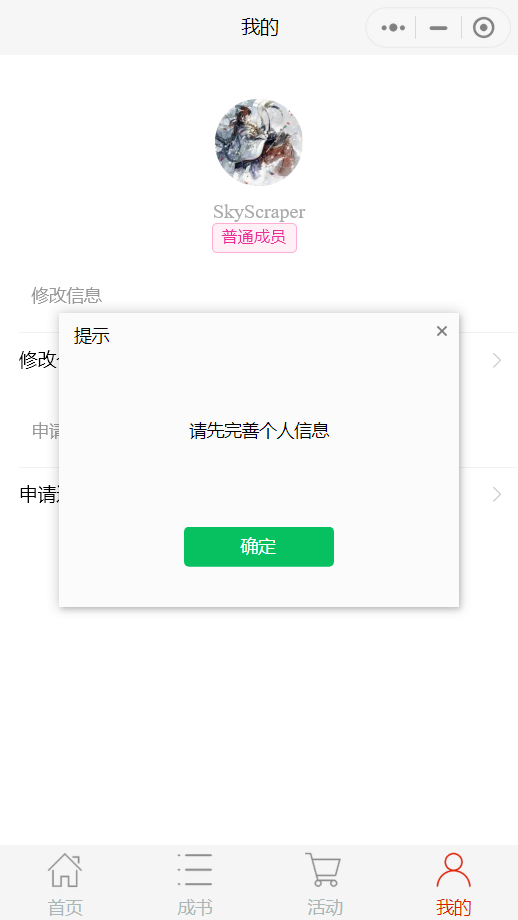 我的
SkyScraper
普通成员
修改信息
提示
修改
请先完善个人信息
申请
申请
确定
首页
成书
活动
我的